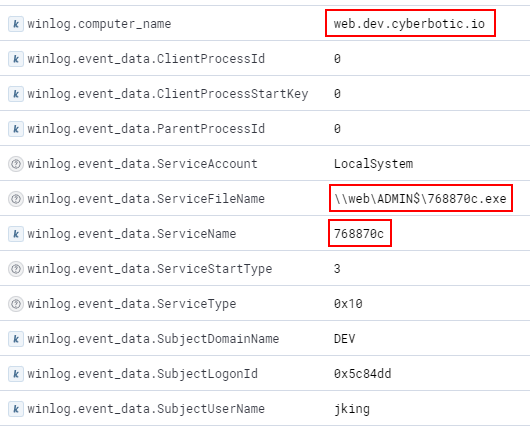 k winlog.computer_name web.dev.cyberbotic.io
k winlog.event_data.ClientProcessId 0
k winlog.event_data.ClientProcessStartKey 0
k winlog.event_data.ParentProcessId 0
? winlog.event_data.ServiceAccount LocalSystem
? winlog.event_data.ServiceFileName \\web\ADMIN$\768870c.exe
k winlog.event_data.ServiceName 768870c
? winlog.event_data.ServiceStartType 3
? winlog.event_data.ServiceType 0x10
k winlog.event_data.SubjectDomainName DEV
k winlog.event_data.SubjectLogonId 0x5c84dd
k winlog.event_data.SubjectUserName jking